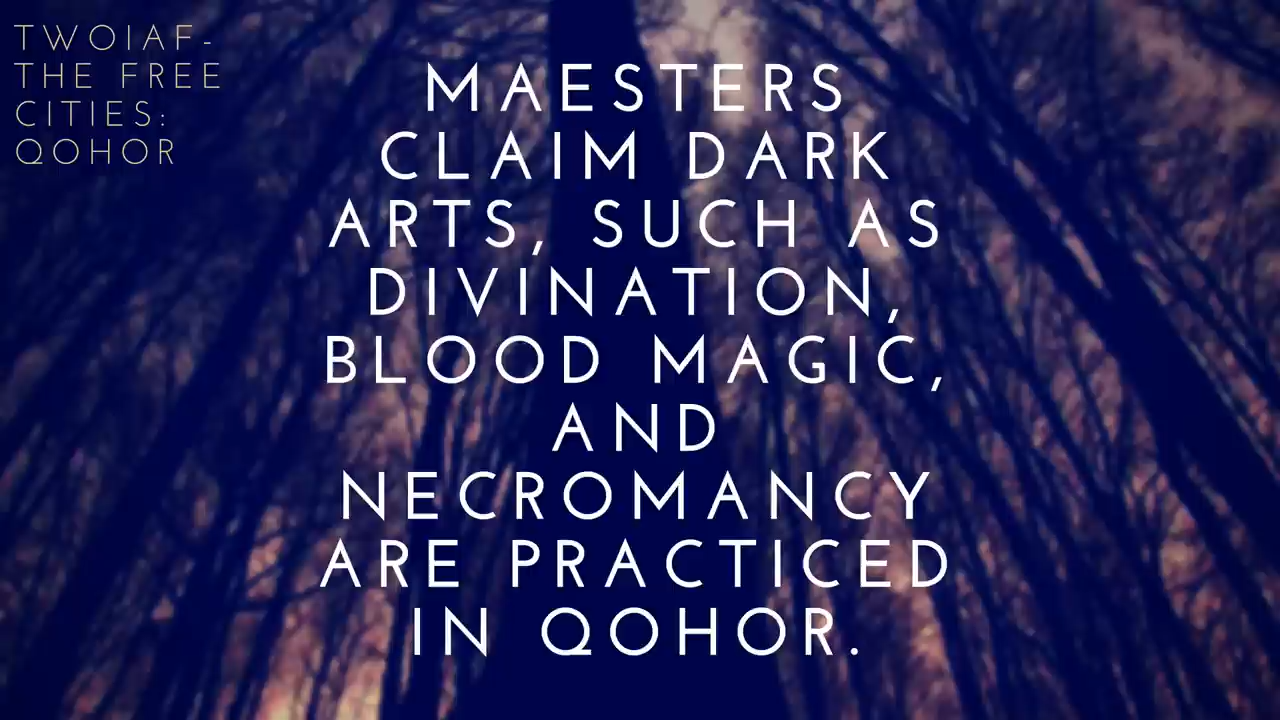 TWOIAF-
THE FREE
CITIES:
QOHOR
MAESTERS
CLAIM DARK
ARTS, SUCH AS
DIVINATION,
BLOOD MAGIC,
AND
NECROMANCY
ARE PRACTICED
IN QOHOR.